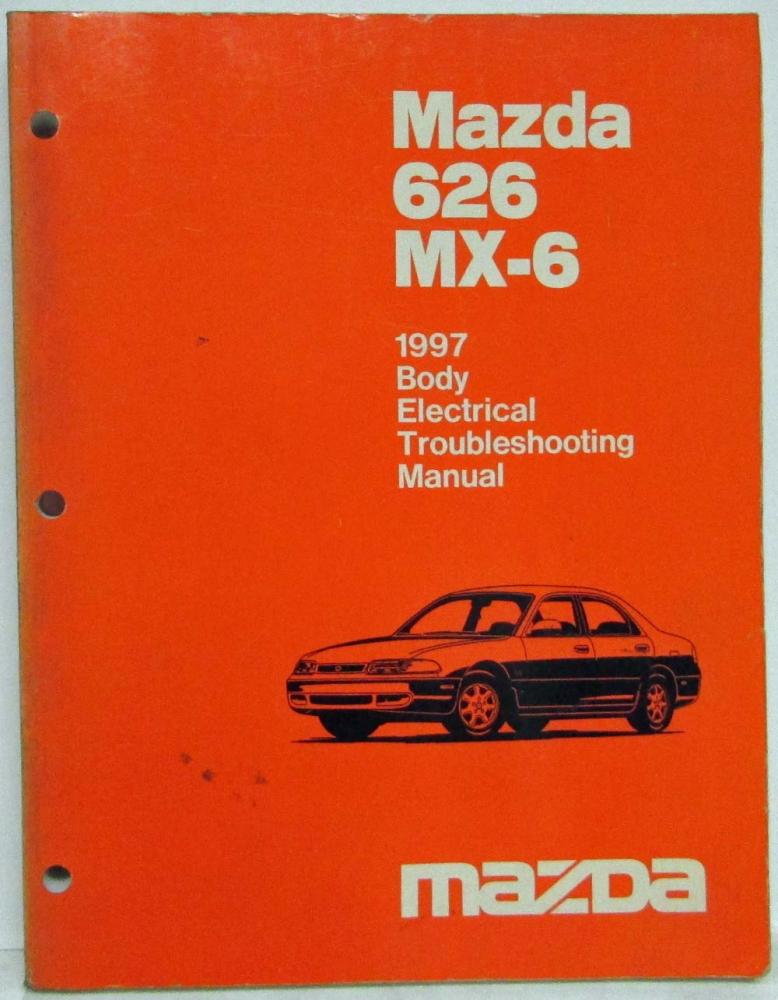 Mazda
626
MX-6
1997
Body
Electrical
Troubleshooting
Manual
mazda